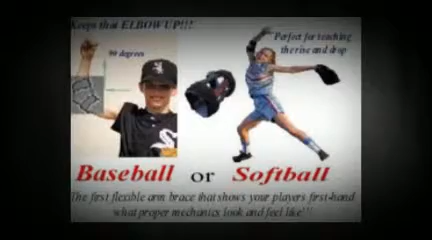 Keeps that ELBOW UP!!!
Perfect for teaching
the rise and drop
90 degrees
Baseball or Softball
The first flexible arm brace that shows your players first-hand
what proper mechanics look and feel like!!!